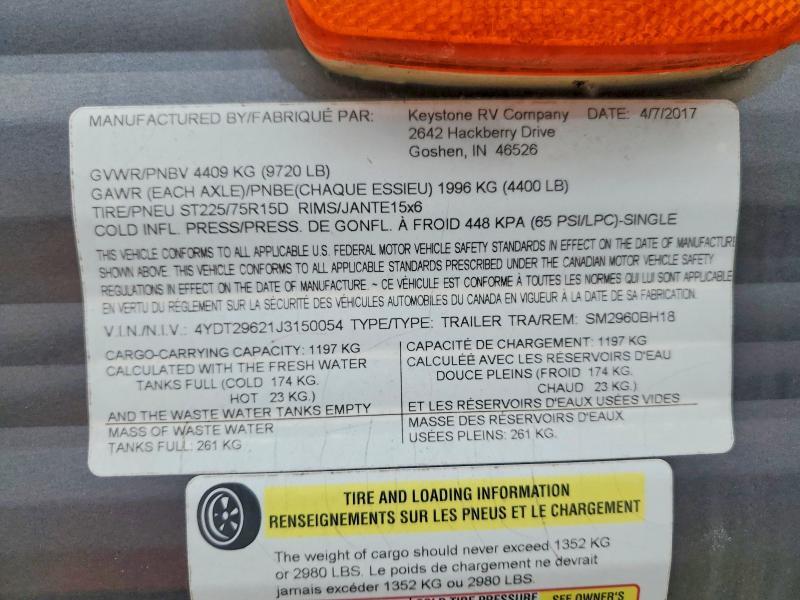 MANUFACTURED BY/FABRIQUÉ PAR: Keystone RV Company DATE: 4/7/2017
2642 Hackberry Drive
Goshen, IN 46526
GVWR/PNBV 4409 KG (9720 LB)
GAWR (EACH AXLE)/PNBE(CHAQUE ESSIEU) 1996 KG (4400 LB)
TIRE/PNEU ST225/75R15D RIMS/JANTE15x6
COLD INFL. PRESS/PRESS. DE GONFL. À FROID 448 KPA (65 PSI/LPC)-SINGLE
THIS VEHICLE CONFORMS TO ALL APPLICABLE U.S. FEDERAL MOTOR VEHICLE SAFETY STANDARDS IN EFFECT ON THE DATE OF MANUFACTURE
SHOWN ABOVE. THIS VEHICLE CONFORMS TO ALL APPLICABLE STANDARDS PRESCRIBED UNDER THE CANADIAN MOTOR VEHICLE SAFETY
REGULATIONS IN EFFECT ON THE DATE OF MANUFACTURE. ~ CE VÉHICULE EST CONFORME À TOUTES LES NORMES QUI LUI SONT APPLICABLE
EN VERTU DU RÈGLEMENT SUR LA SÉCURITÉ DES VÉHICULES AUTOMOBILES DU CANADA EN VIGUEUR À LA DATE DE SA FABRICATION.
V.I.N./N.I.V.: 4YDT29621J3150054 TYPE/TYPE: TRAILER TRA/REM: SM2960BH18
CARGO-CARRYING CAPACITY: 1197 KG
CALCULATED WITH THE FRESH WATER
TANKS FULL (COLD 174 KG.
HOT 23 KG.)
AND THE WASTE WATER TANKS EMPTY
MASS OF WASTE WATER
TANKS FULL: 261 KG
CAPACITÉ DE CHARGEMENT: 1197 KG
CALCULÉE AVEC LES RÉSERVOIRS D'EAU
DOUCE PLEINS (FROID 174 KG.
CHAUD 23 KG.)
ET LES RÉSERVOIRS D'EAUX USÉES VIDES
MASSE DES RÉSERVOIRS D'EAUX
USÉES PLEINS: 261 KG.
TIRE AND LOADING INFORMATION
RENSEIGNEMENTS SUR LES PNEUS ET LE CHARGEMENT
The weight of cargo should never exceed 1352 KG
or 2980 LBS. Le poids de chargement ne devrait
jamais excéder 1352 KG ou 2980 LBS.
COLD TIRE PRESSURE SEE OWNER'S